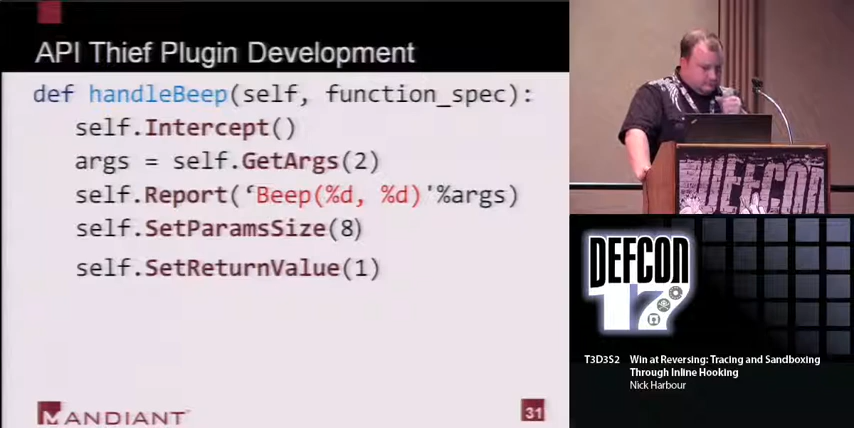 API Thief Plugin Development
def handleBeep(self, function_spec):
self.Intercept()
args = self.GetArgs(2)
self.Report(‘Beep(%d, %d)'%args)
self.SetParamsSize(8)
self.SetReturnValue(1)
MANDIANT
31
DEFCON
DEFCON
17
T3D3S2 Win at Reversing: Tracing and Sandboxing
Through Inline Hooking
Nick Harbour